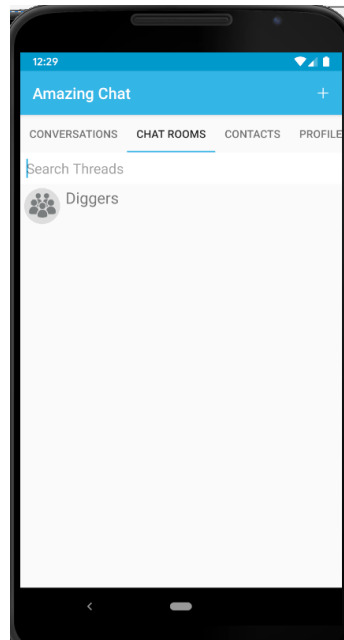 12:29
Amazing Chat +
CONVERSATIONS CHAT ROOMS CONTACTS PROFILE
Search Threads
Diggers